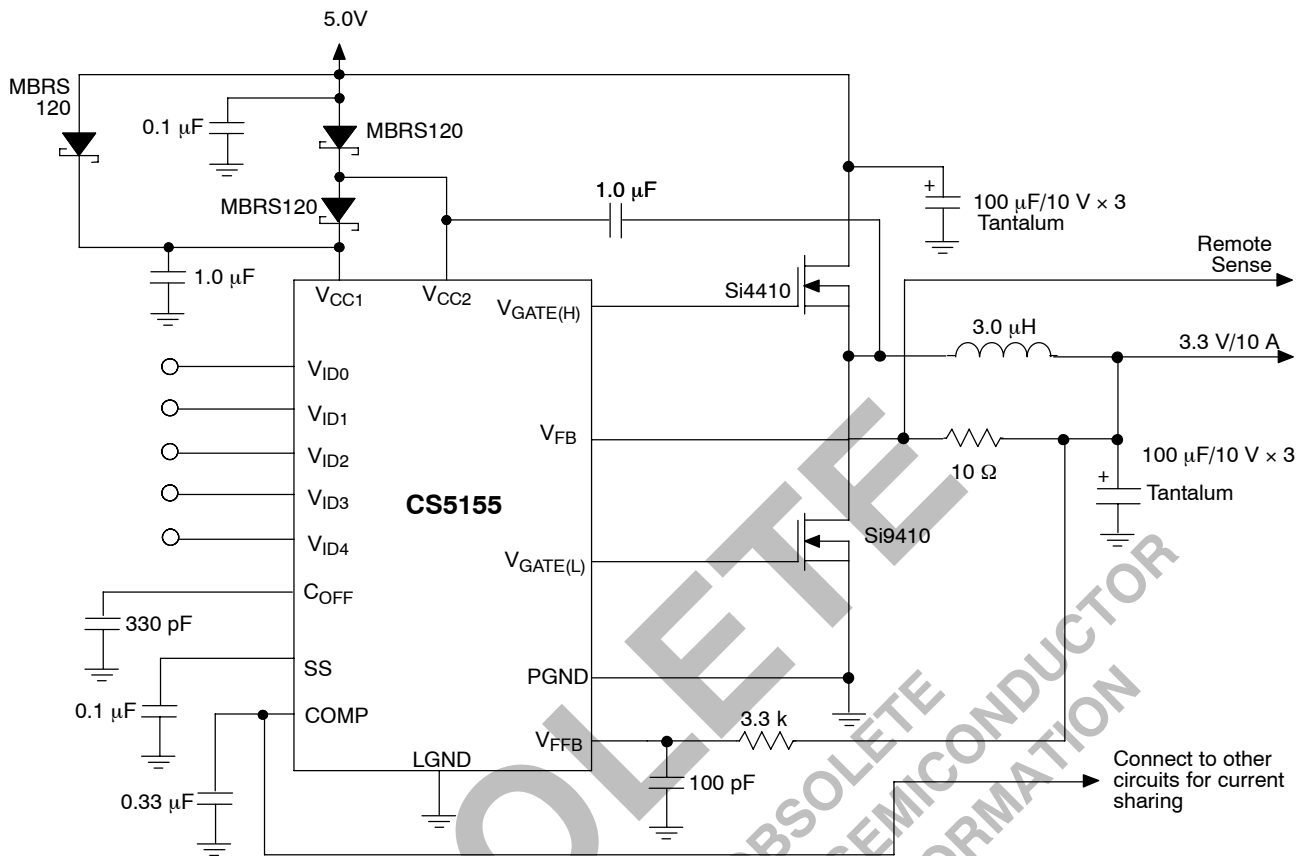 5.0V
MBRS
120
0.1 μF
MBRS120
MBRS120
1.0 μF
100 μF/10 V × 3
Tantalum
Remote
Sense
1.0 μF
VCC1
VCC2
VGATE(H)
Si4410
3.0 μH
3.3 V/10 A
VID0
VID1
VFB
VID2
10 Ω
100 μF/10 V × 3
Tantalum
VID3
CS5155
VID4
Si9410
VGATE(L)
COFF
330 pF
SS
PGND
0.1 μF
COMP
3.3 k
VFFB
LGND
100 pF
0.33 μF
Connect to other
circuits for current
sharing
OLETE
OBSOLETE
SEMICONDUCTOR
ORMATION